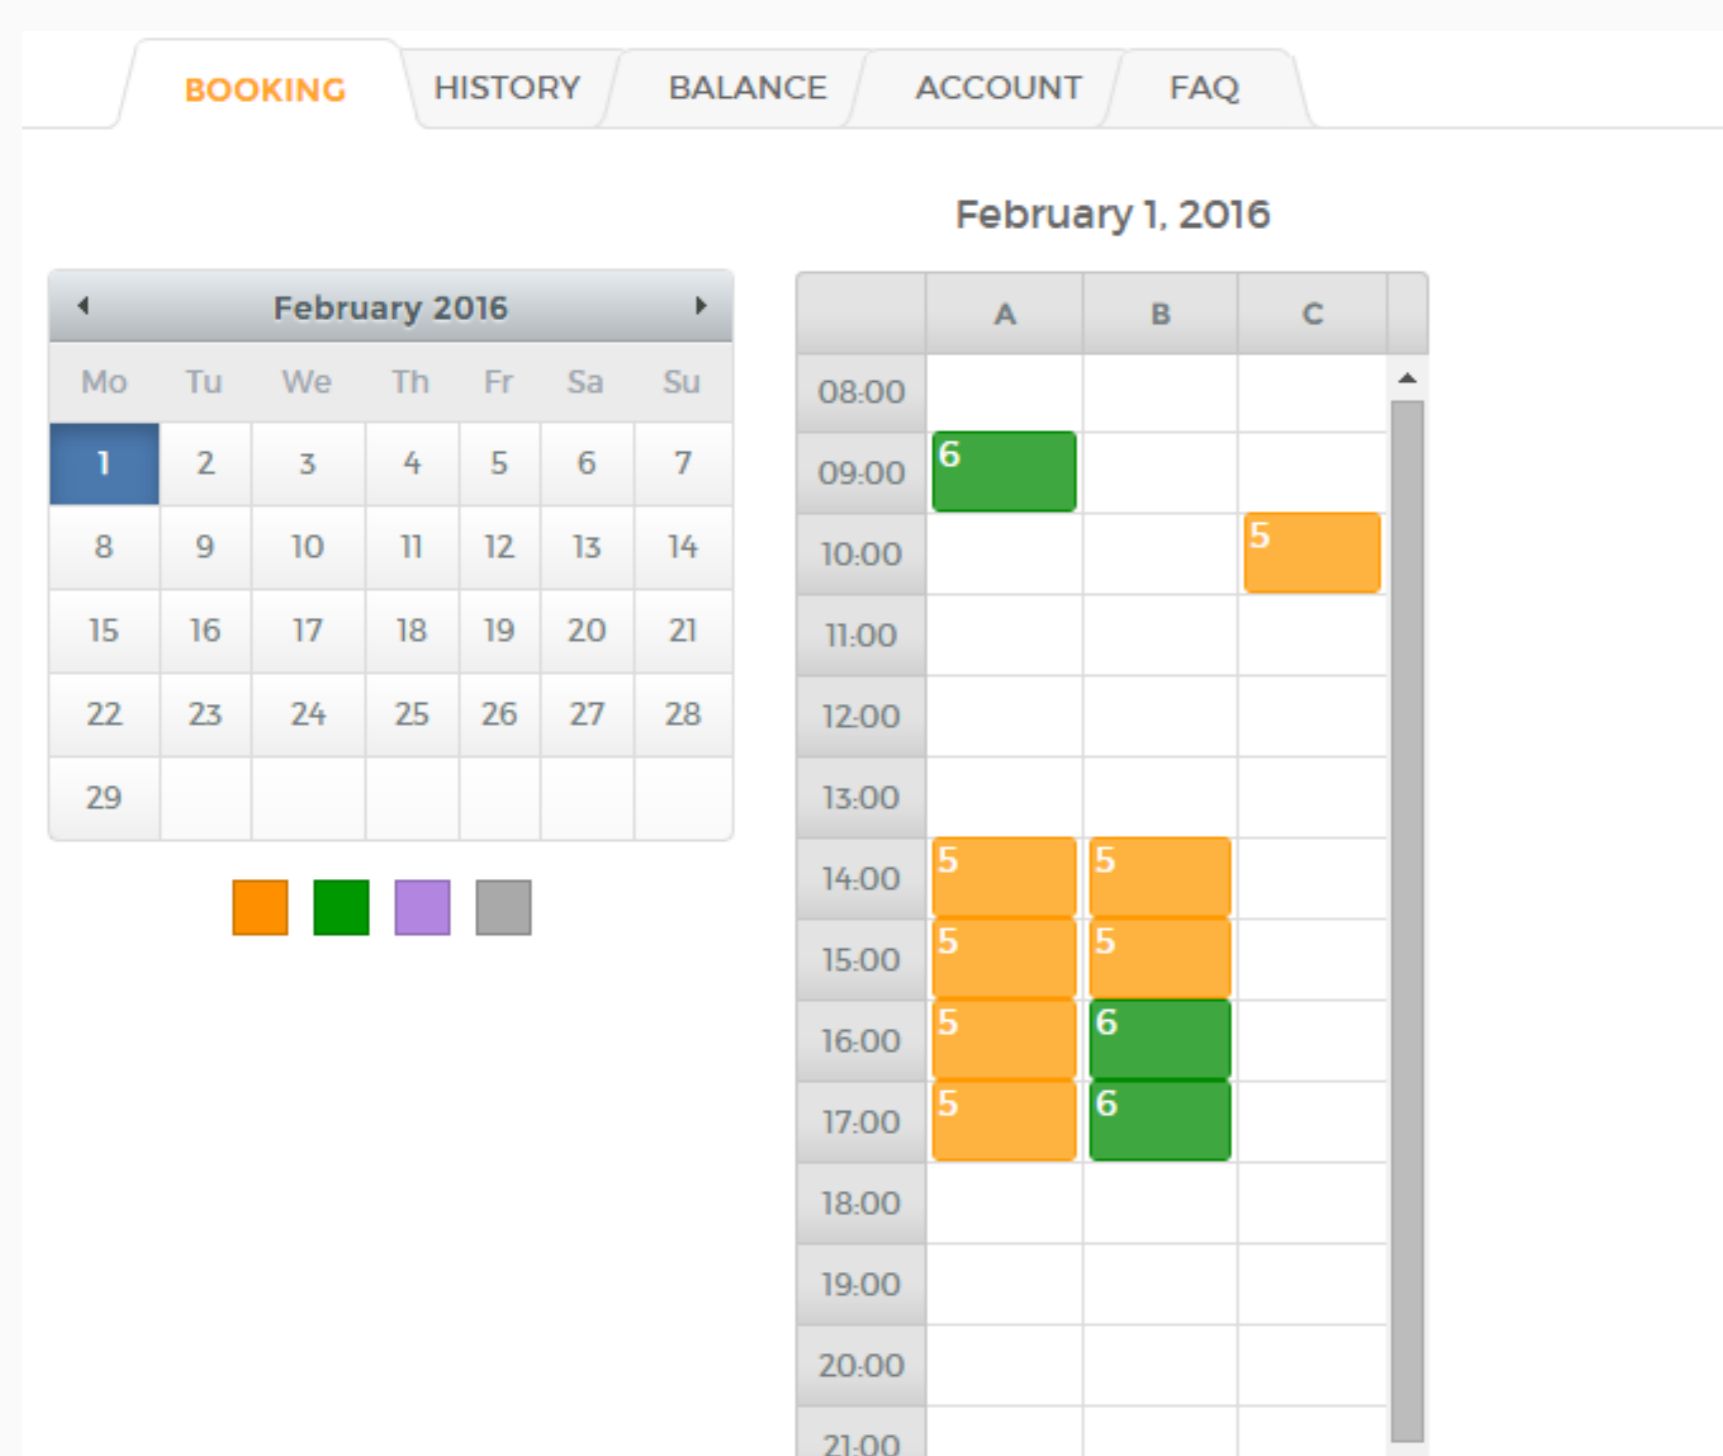 BOOKING HISTORY BALANCE ACCOUNT FAQ
February 2016
Mo Tu We Th Fr Sa Su
1 2 3 4 5 6 7
8 9 10 11 12 13 14
15 16 17 18 19 20 21
22 23 24 25 26 27 28
29
February 1, 2016
A B C
08:00
09:00 6
10:00 5
11:00
12:00
13:00
14:00 5 5
15:00 5 5
16:00 5 6
17:00 5 6
18:00
19:00
20:00
21:00